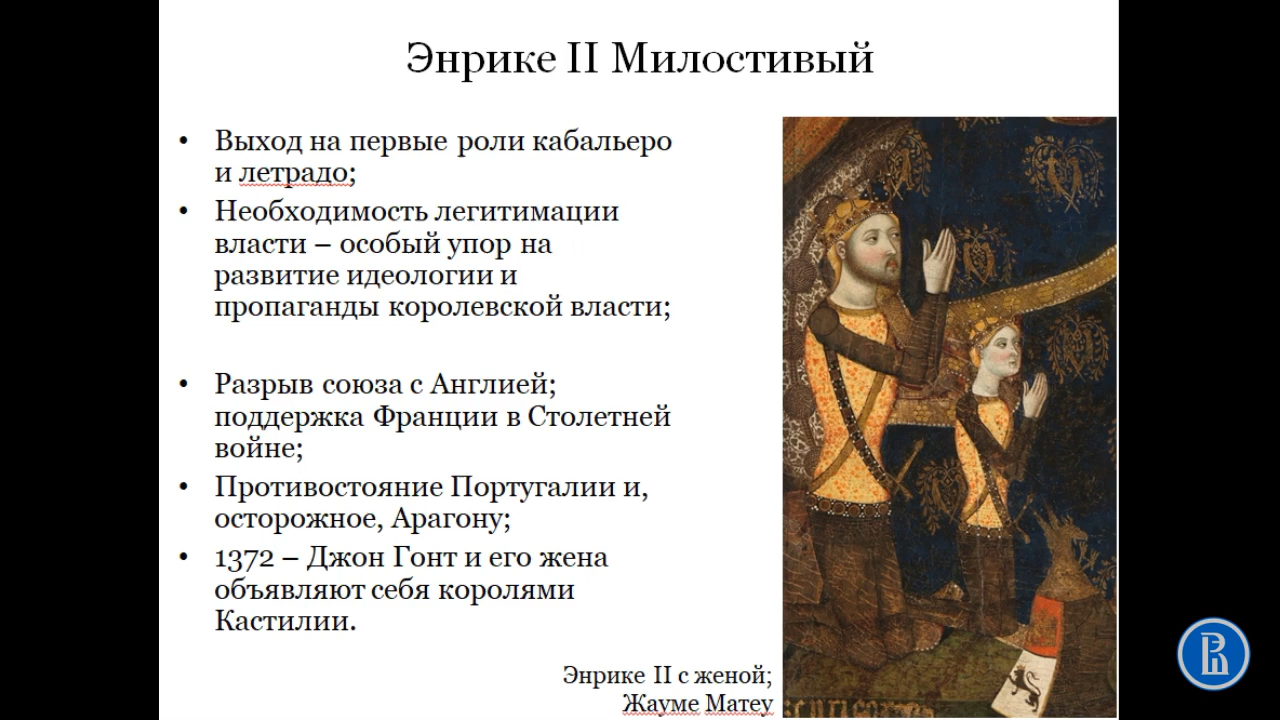 Энрике II Милостивый
• Выход на первые роли кабальеро
и летрадо;
• Необходимость легитимации
власти – особый упор на
развитие идеологии и
пропаганды королевской власти;
• Разрыв союза с Англией;
поддержка Франции в Столетней
войне;
• Противостояние Португалии и,
осторожное, Арагону;
• 1372 – Джон Гонт и его жена
объявляют себя королями
Кастилии.
Энрике II с женой;
Жауме Матеу